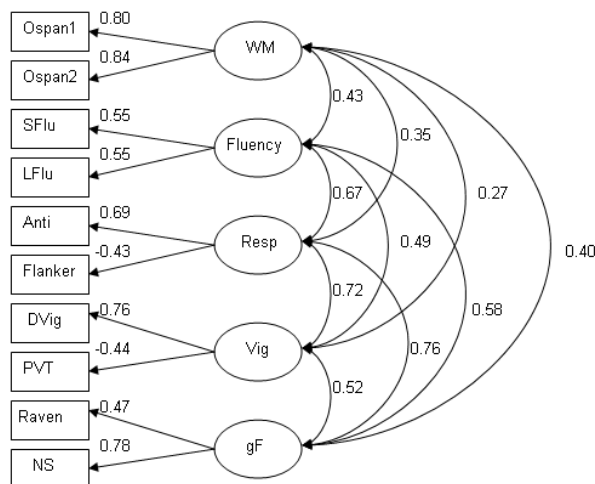 0.80
Ospan1
WM
0.84
Ospan2
0.43
0.55
SFlu
0.35
Fluency
0.55
LFlu
0.67
0.27
0.69
Anti
Resp
0.49
0.40
-0.43
Flanker
0.72
0.58
0.76
DVig
Vig
0.76
-0.44
PVT
0.52
0.47
Raven
gF
0.78
NS